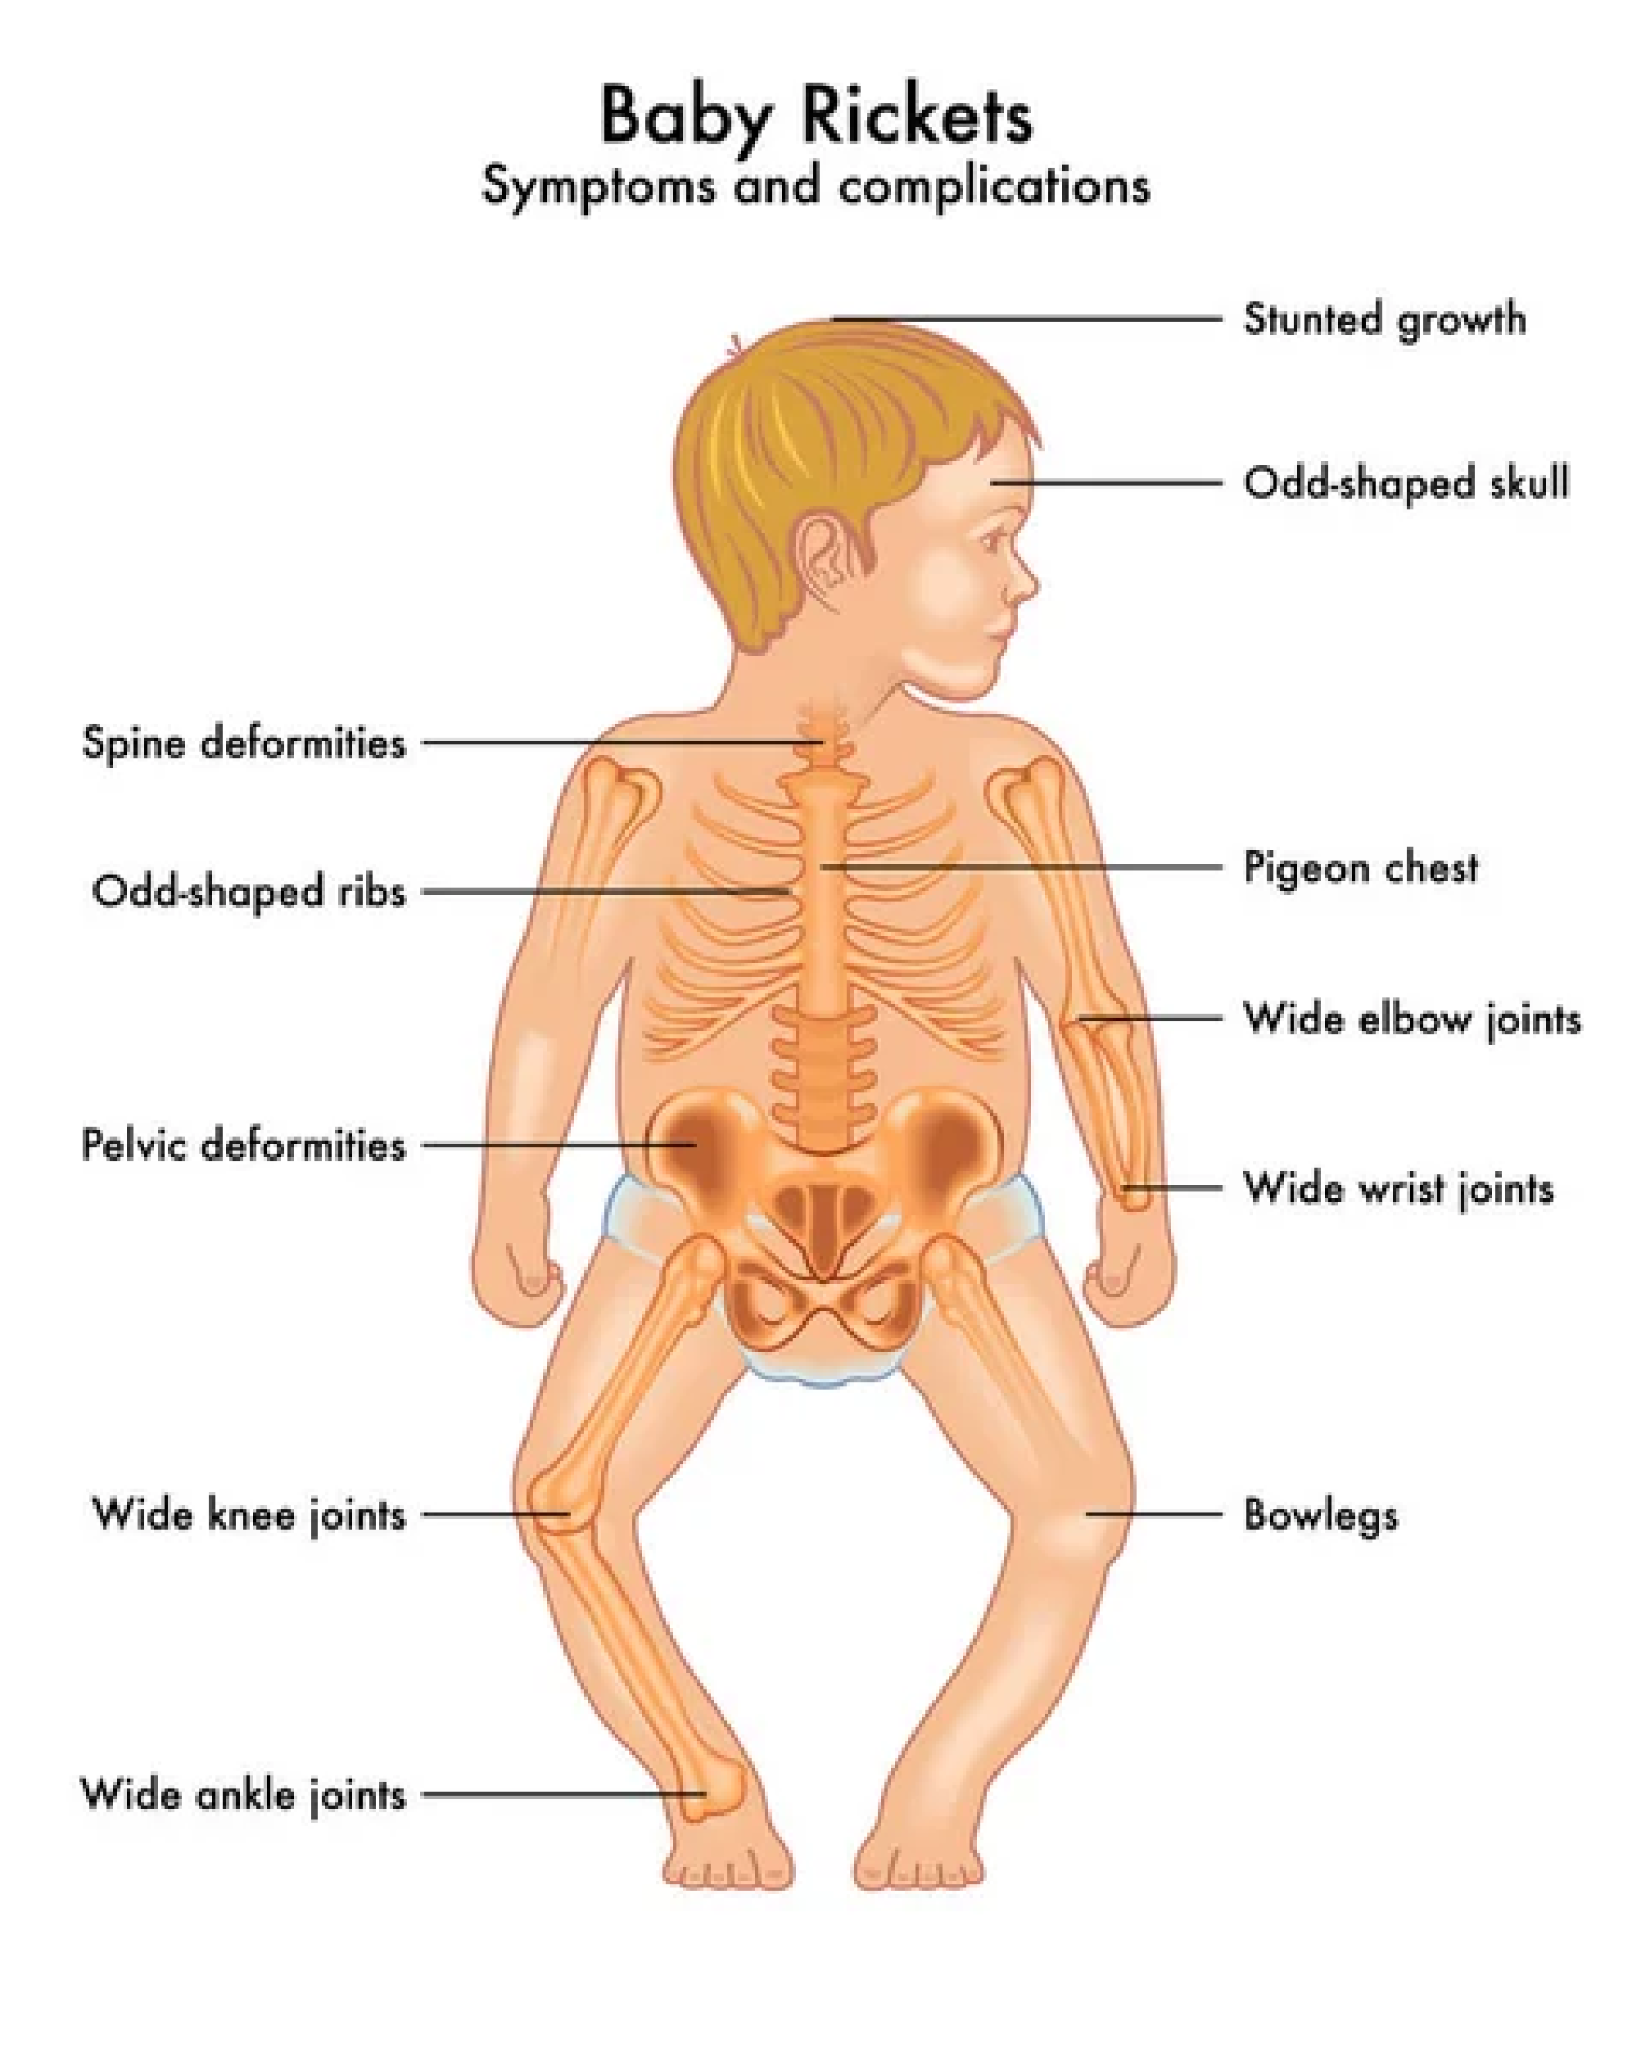 Baby Rickets
Symptoms and complications
Stunted growth
Odd-shaped skull
Spine deformities
Pigeon chest
Odd-shaped ribs
Wide elbow joints
Pelvic deformities
Wide wrist joints
Wide knee joints
Bowlegs
Wide ankle joints